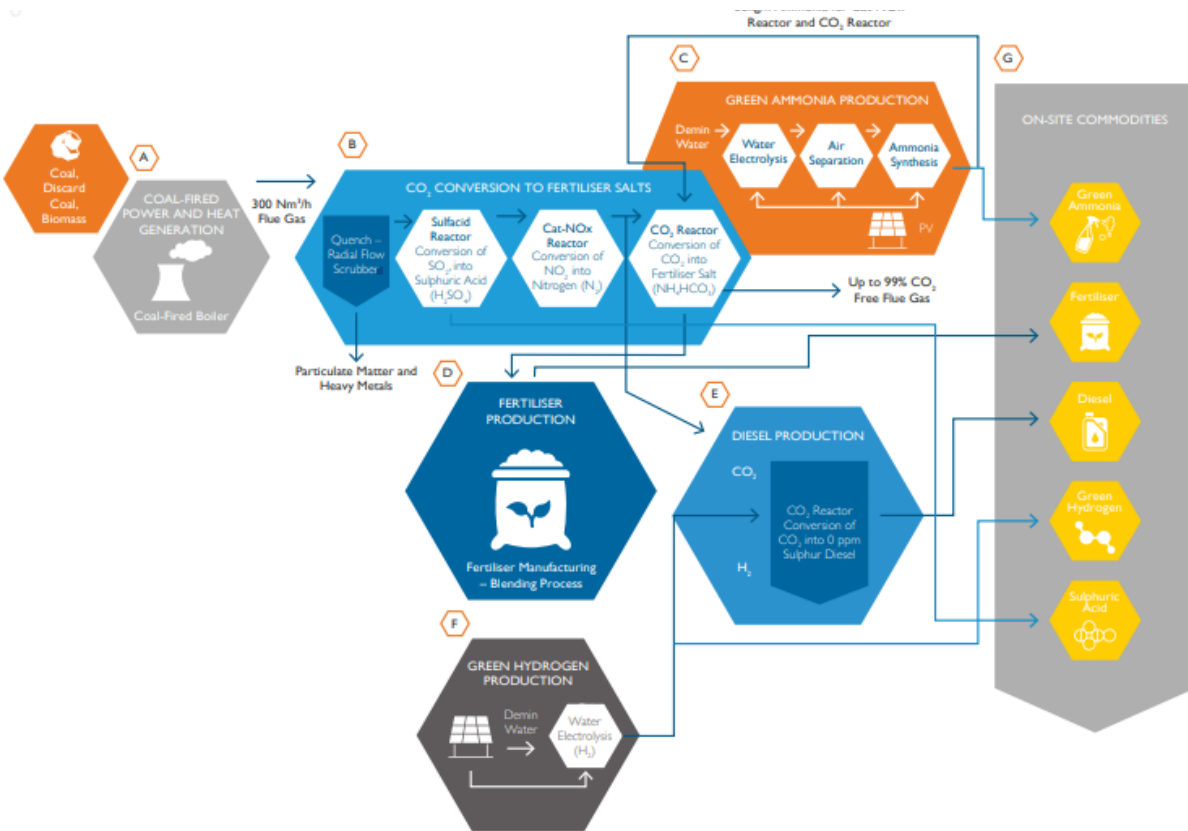 Reactor and CO₂ Reactor
C
G
GREEN AMMONIA PRODUCTION
Demin
Water
Water
Electrolysis
Air
Separation
Ammonia
Synthesis
PV
ON-SITE COMMODITIES
Coal,
Discard
Coal,
Biomass
A
COAL-FIRED
POWER AND HEAT
GENERATION
Coal-Fired Boiler
300 Nm³/h
Flue Gas
B
CO₂ CONVERSION TO FERTILISER SALTS
Quench –
Radial Flow
Scrubber
Sulfacid
Reactor
Conversion of
SO₂ into
Sulphuric Acid
(H₂SO₄)
Cat-NOx
Reactor
Conversion of
NO₂ into
Nitrogen (N₂)
CO₂ Reactor
Conversion of
CO₂ into
Fertiliser Salt
(NH₄HCO₃)
Up to 99% CO₂
Free Flue Gas
Particulate Matter and
Heavy Metals
D
FERTILISER
PRODUCTION
Fertiliser Manufacturing
– Blending Process
E
DIESEL PRODUCTION
CO₂
H₂
CO₂ Reactor
Conversion of
CO₂ into 0 ppm
Sulphur Diesel
F
GREEN HYDROGEN
PRODUCTION
Demin
Water
Water
Electrolysis
(H₂)
Green
Ammonia
Fertiliser
Diesel
Green
Hydrogen
Sulphuric
Acid